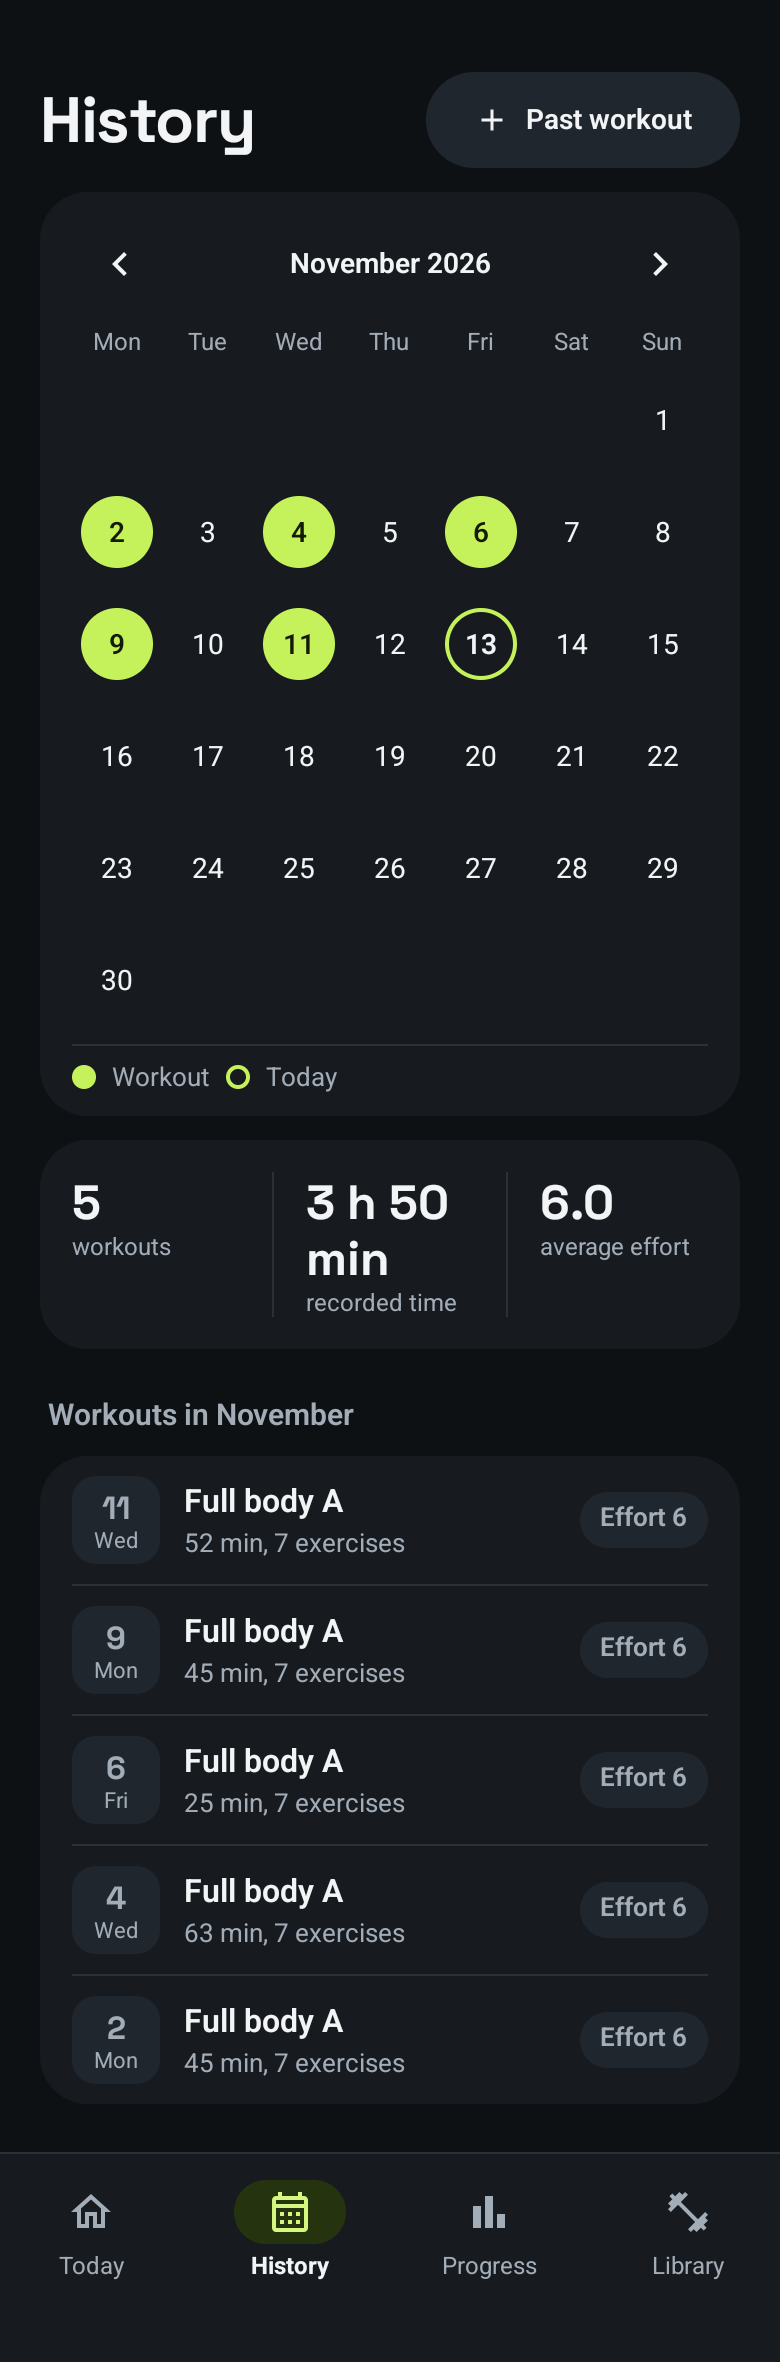 History
Past workout
November 2026
Mon Tue Wed Thu Fri Sat Sun
1
2 3 4 5 6 7 8
9 10 11 12 13 14 15
16 17 18 19 20 21 22
23 24 25 26 27 28 29
30
Workout Today
5
workouts
3 h 50
min
recorded time
6.0
average effort
Workouts in November
11
Wed
Full body A
52 min, 7 exercises
Effort 6
9
Mon
Full body A
45 min, 7 exercises
Effort 6
6
Fri
Full body A
25 min, 7 exercises
Effort 6
4
Wed
Full body A
63 min, 7 exercises
Effort 6
2
Mon
Full body A
45 min, 7 exercises
Effort 6
Today History Progress Library